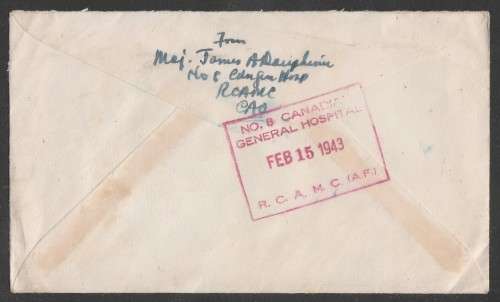 From
Maj. James A Dauphinee
No 8 Cdn Gen Hosp
RCAMC
CAO
NO. 8 CANADIAN
GENERAL HOSPITAL
FEB 15 1943
R. C. A. M. C. (A.F.)